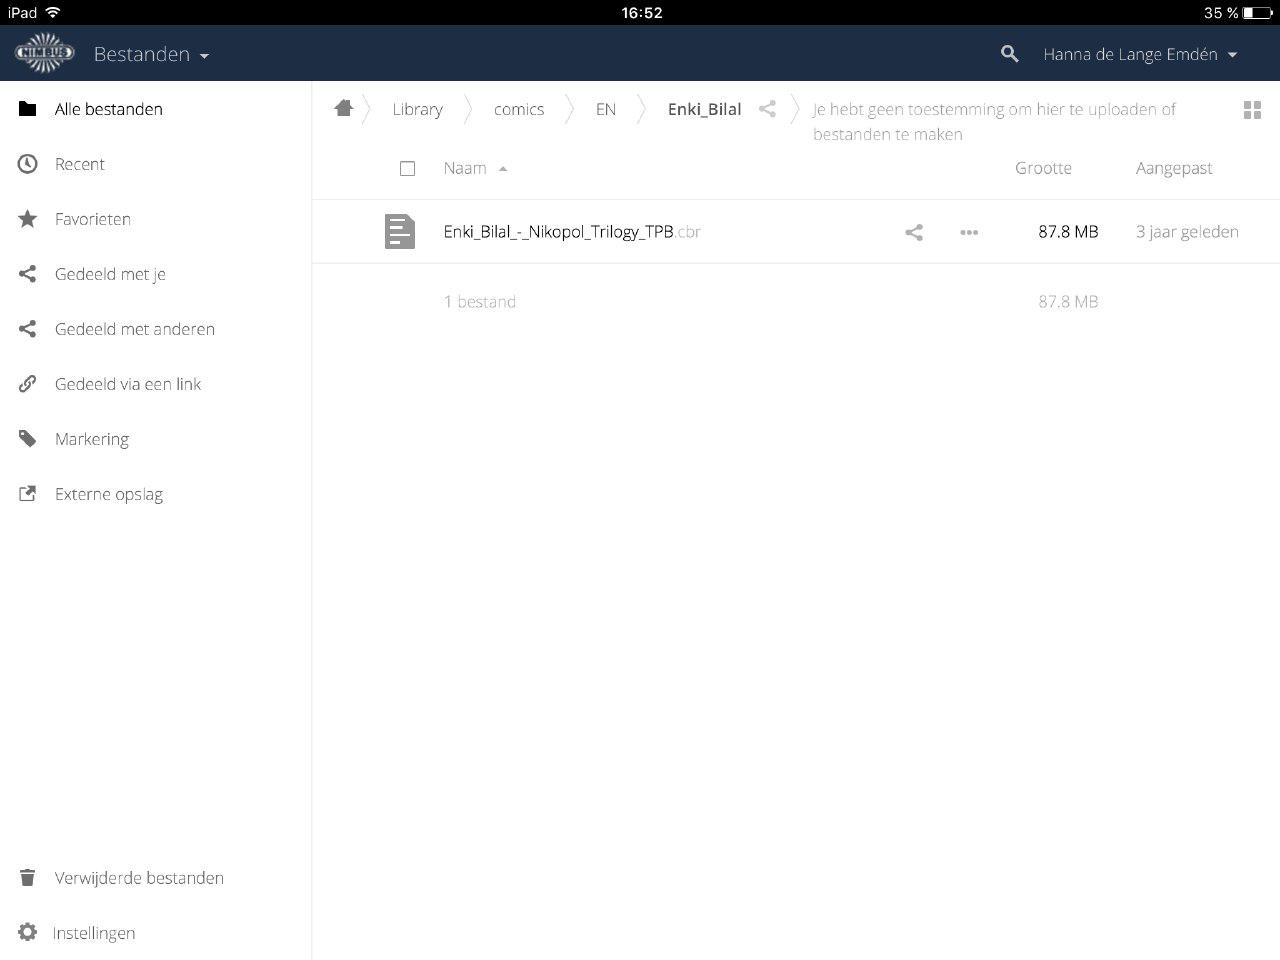 iPad 16:52 35 %
NIMBUS Bestanden Hanna de Lange Emdén
Alle bestanden
Recent
Favorieten
Gedeeld met je
Gedeeld met anderen
Gedeeld via een link
Markering
Externe opslag
Verwijderde bestanden
Instellingen
Library comics EN Enki_Bilal Je hebt geen toestemming om hier te uploaden of
bestanden te maken
Naam Grootte Aangepast
Enki_Bilal_-_Nikopol_Trilogy_TPB.cbr 87.8 MB 3 jaar geleden
1 bestand 87.8 MB